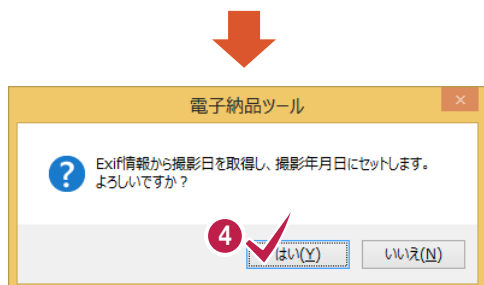 電子納品ツール
×
?
Exif情報から撮影日を取得し、撮影年月日にセットします。
よろしいですか？
4
はい(Y)
いいえ(N)